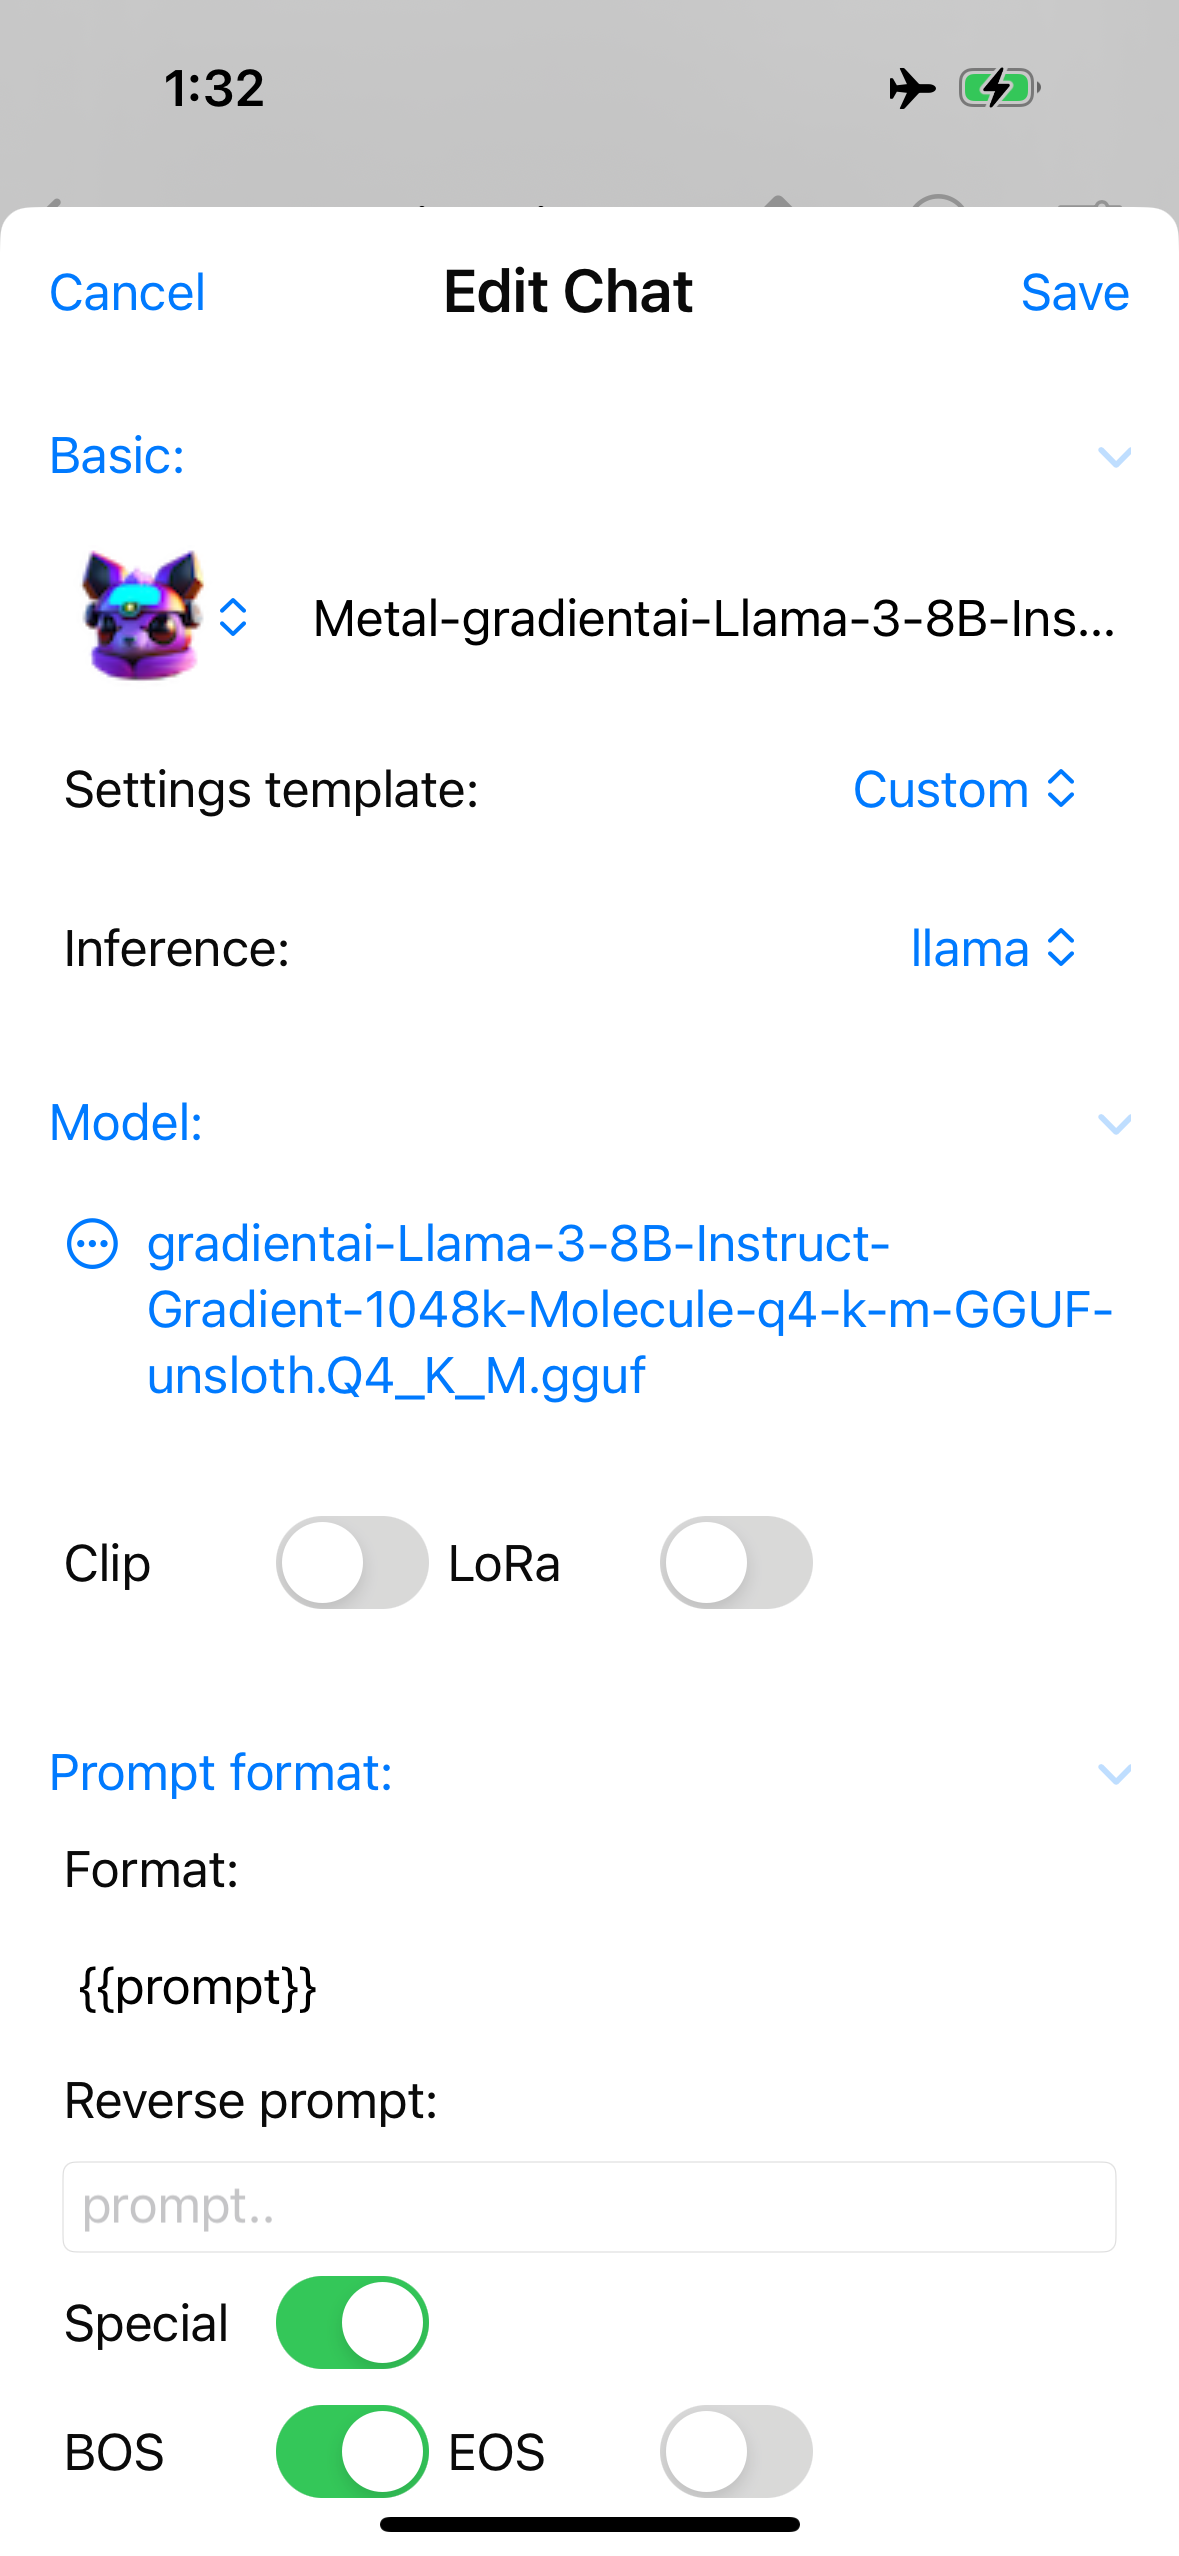 1:32
Cancel
Edit Chat
Save
Basic:
Metal-gradientai-Llama-3-8B-Ins...
Settings template:
Custom
Inference:
llama
Model:
gradientai-Llama-3-8B-Instruct-
Gradient-1048k-Molecule-q4-k-m-GGUF-
unsloth.Q4_K_M.gguf
Clip
LoRa
Prompt format:
Format:
{{prompt}}
Reverse prompt:
prompt..
Special
BOS
EOS